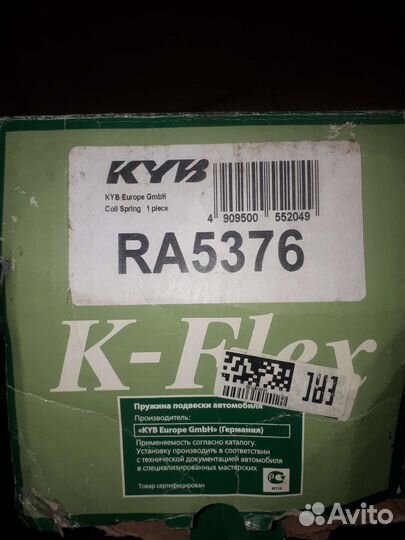 KYB
KYB Europe GmbH
Coil Spring 1 piece
4 909500 552049
RA5376
K-Flex
Пружина подвески автомобиля
Производитель:
«KYB Europe GmbH» (Германия)
Применяемость согласно каталогу.
Установку производить в соответствии
с технической документацией автомобиля
в специализированных мастерских
Товар сертифицирован
Avito